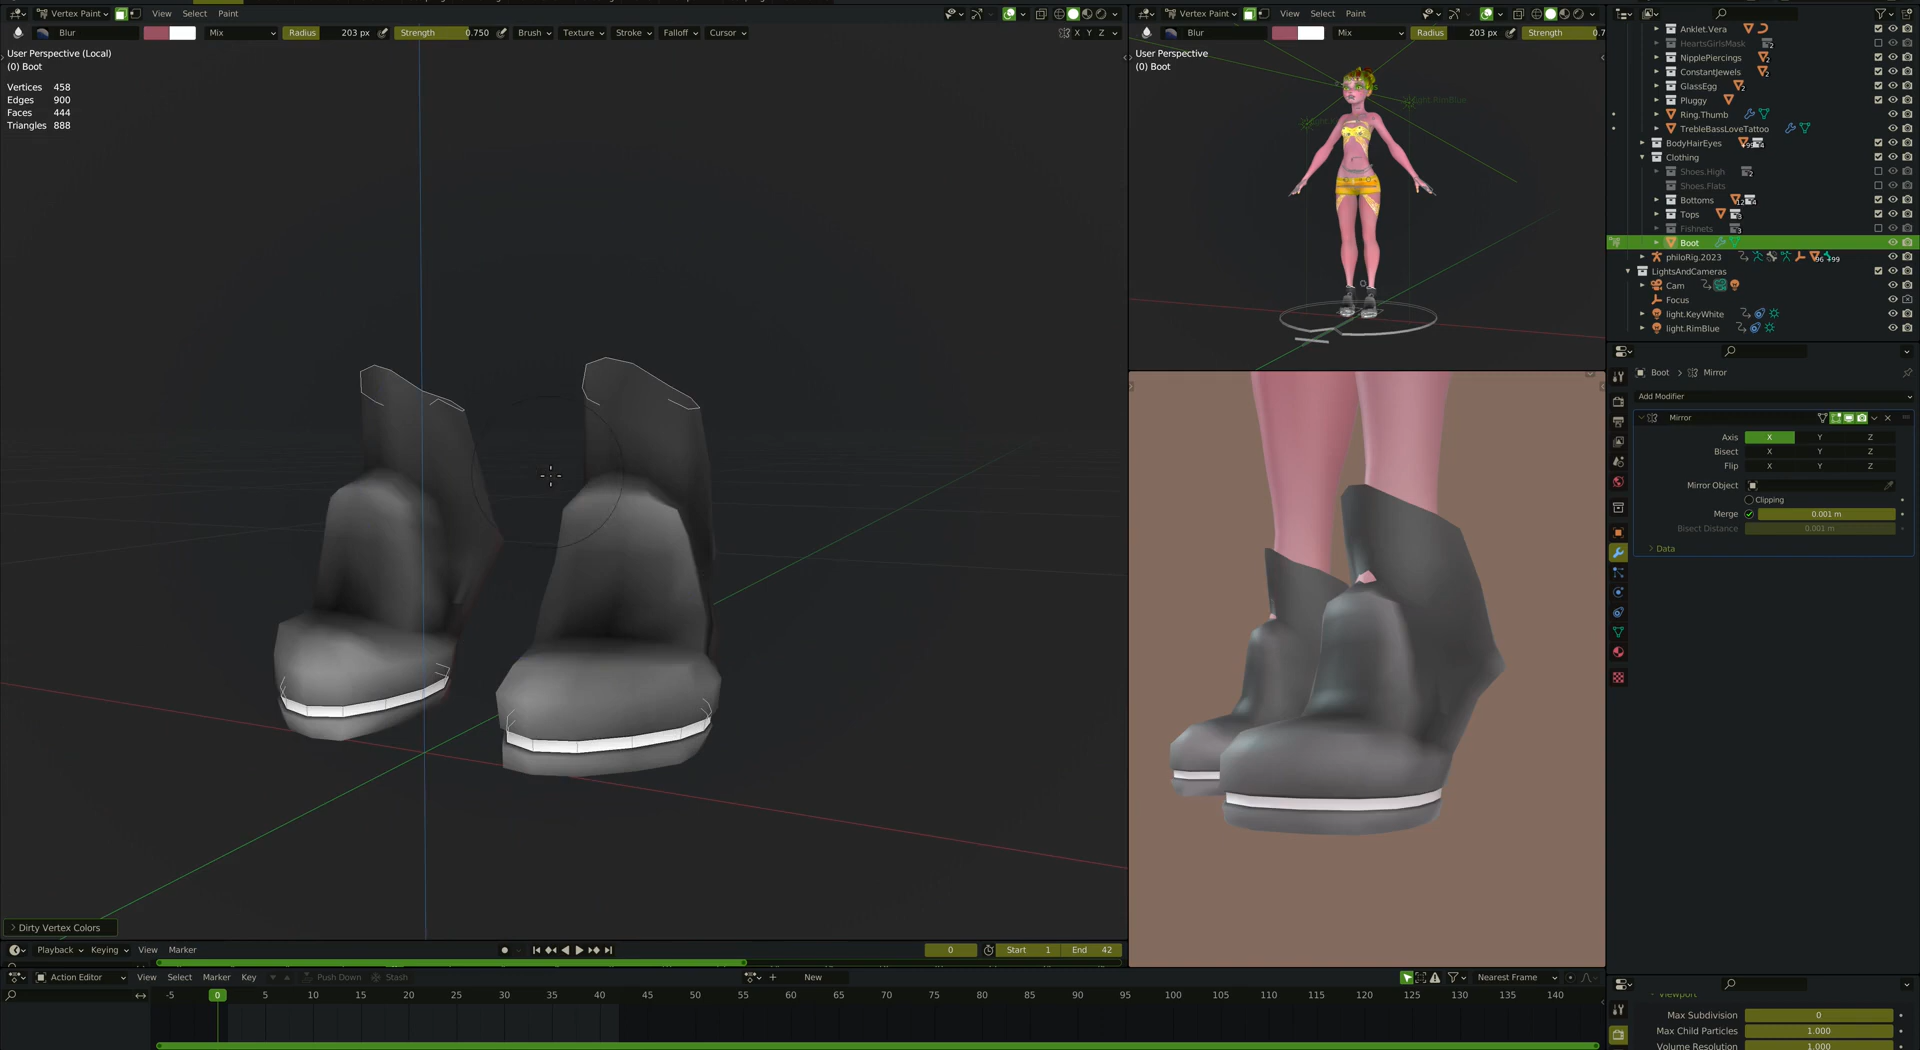 Vertex Paint View Select Paint
Blur Mix Radius 203 px Strength 0.750 Brush Texture Stroke Falloff Cursor X Y Z
User Perspective (Local)
(0) Boot
Vertices 458
Edges 900
Faces 444
Triangles 888
Dirty Vertex Colors
Vertex Paint View Select Paint
Blur Mix Radius 203 px Strength 0.7
User Perspective
(0) Boot
Anklet.Vera
HeartsGirlsMask
NipplePiercings
ConstantJewels
GlassEgg
Pluggy
Ring.Thumb
TrebleBassLoveTattoo
BodyHairEyes
Clothing
Shoes.High
Shoes.Flats
Bottoms
Tops
Fishnets
Boot
philoRig.2023
LightsAndCameras
Cam
Focus
light.KeyWhite
light.RimBlue
Boot Mirror
Add Modifier
Mirror
Axis X Y Z
Bisect X Y Z
Flip X Y Z
Mirror Object
Clipping
Merge 0.001 m
Bisect Distance 0.001 m
Data
Playback Keying View Marker 0 Start 1 End 42
Action Editor View Select Marker Key Push Down Stash New Nearest Frame
-5 0 5 10 15 20 25 30 35 40 45 50 55 60 65 70 75 80 85 90 95 100 105 110 115 120 125 130 135 140
Viewport
Max Subdivision 0
Max Child Particles 1.000
Volume Resolution 1.000